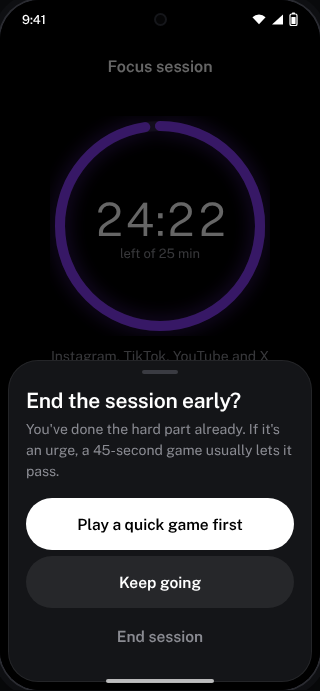 9:41
Focus session
24:22
left of 25 min
Instagram, TikTok, YouTube and X
End the session early?
You've done the hard part already. If it's
an urge, a 45-second game usually lets it
pass.
Play a quick game first
Keep going
End session